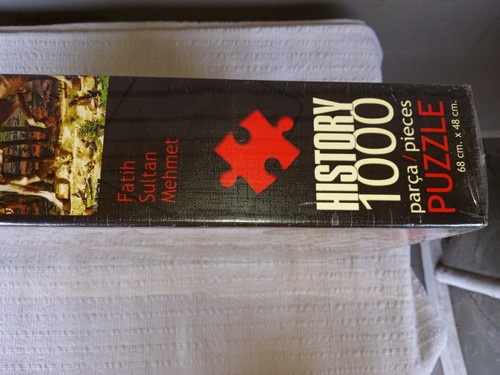 HISTORY
1000
parça / pieces
PUZZLE
68 cm. x 48 cm.
Fatih
Sultan
Mehmet